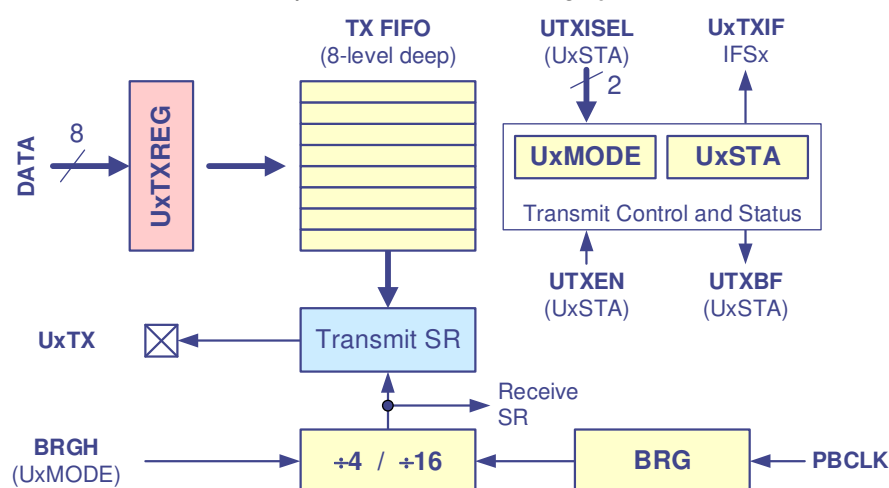 TX FIFO
(8-level deep)
UTXISEL
(UxSTA)
2
UxTXIF
IFSx
DATA
8
UxTXREG
UxMODE
UxSTA
Transmit Control and Status
UTXEN
(UxSTA)
UTXBF
(UxSTA)
UxTX
Transmit SR
Receive
SR
BRGH
(UxMODE)
÷4 / ÷16
BRG
PBCLK